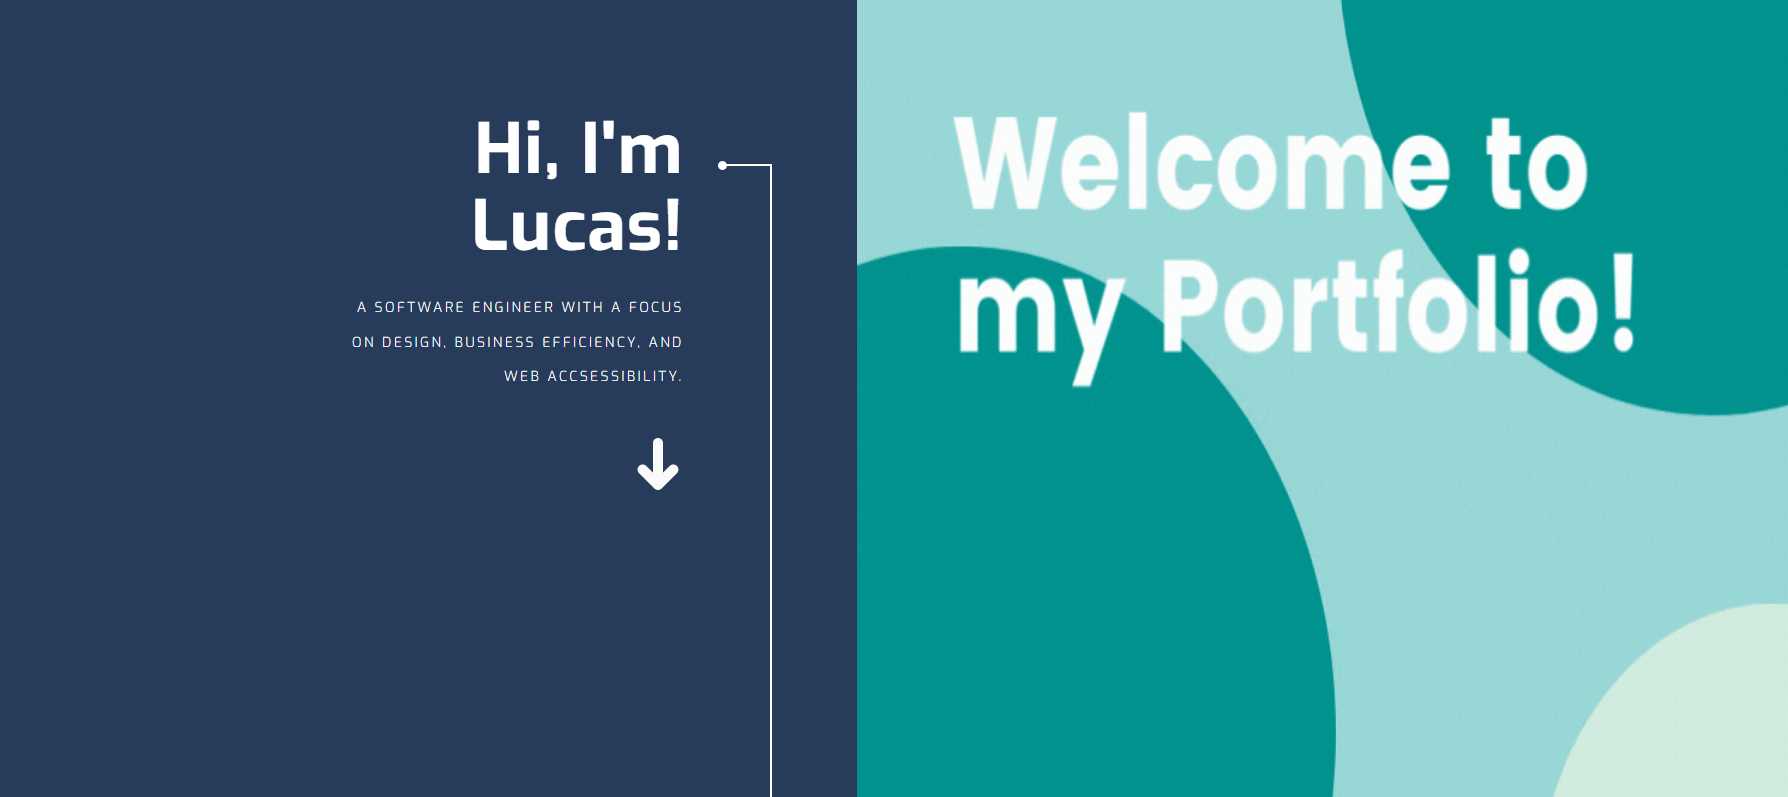 Hi, I'm
Lucas!
A SOFTWARE ENGINEER WITH A FOCUS
ON DESIGN, BUSINESS EFFICIENCY, AND
WEB ACCSESSIBILITY.
Welcome to
my Portfolio!